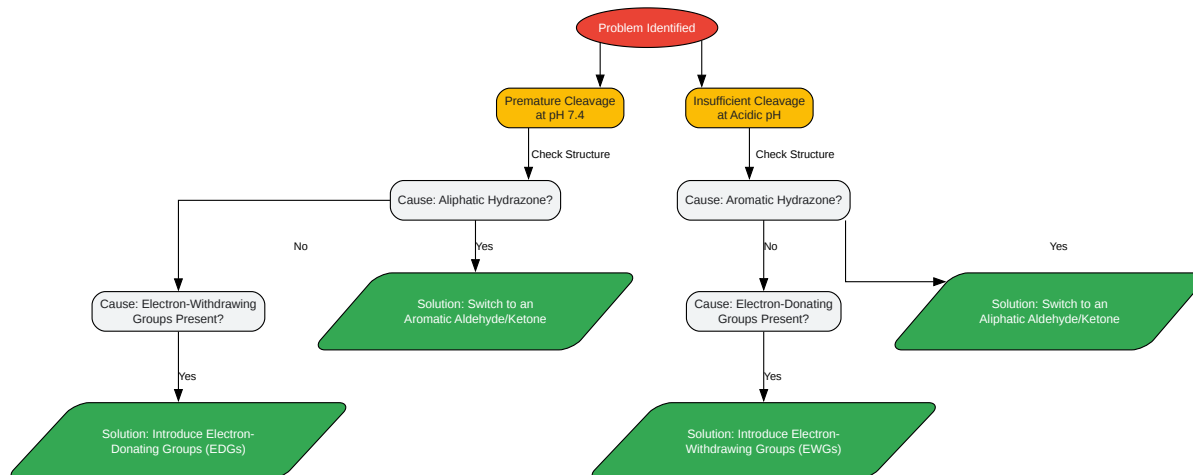 Problem Identified
Premature Cleavage
at pH 7.4
Insufficient Cleavage
at Acidic pH
Check Structure
Check Structure
Cause: Aliphatic Hydrazone?
Cause: Aromatic Hydrazone?
No
Yes
No
Yes
Cause: Electron-Withdrawing
Groups Present?
Solution: Switch to an
Aromatic Aldehyde/Ketone
Cause: Electron-Donating
Groups Present?
Solution: Switch to an
Aliphatic Aldehyde/Ketone
Yes
Yes
Solution: Introduce Electron-
Donating Groups (EDGs)
Solution: Introduce Electron-
Withdrawing Groups (EWGs)